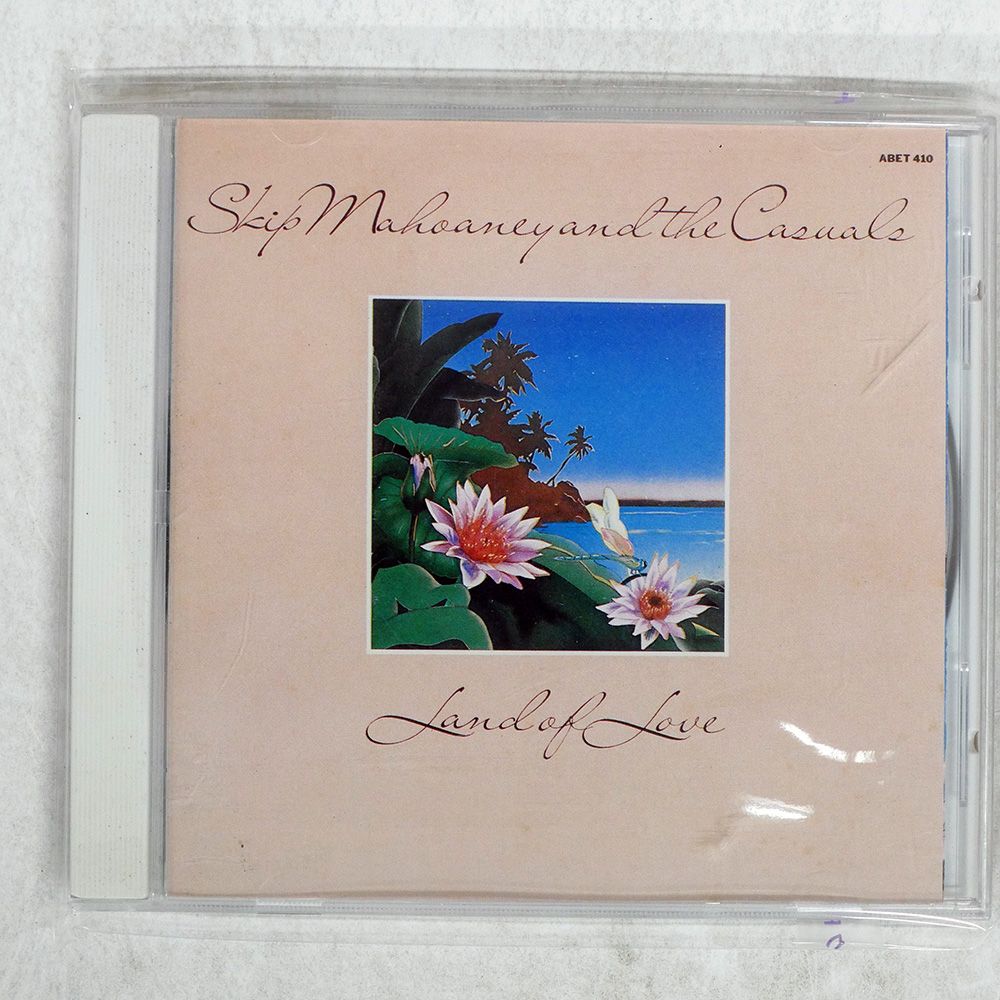 ABET 410
Skip Mahoaney and the Casuals
Land of Love